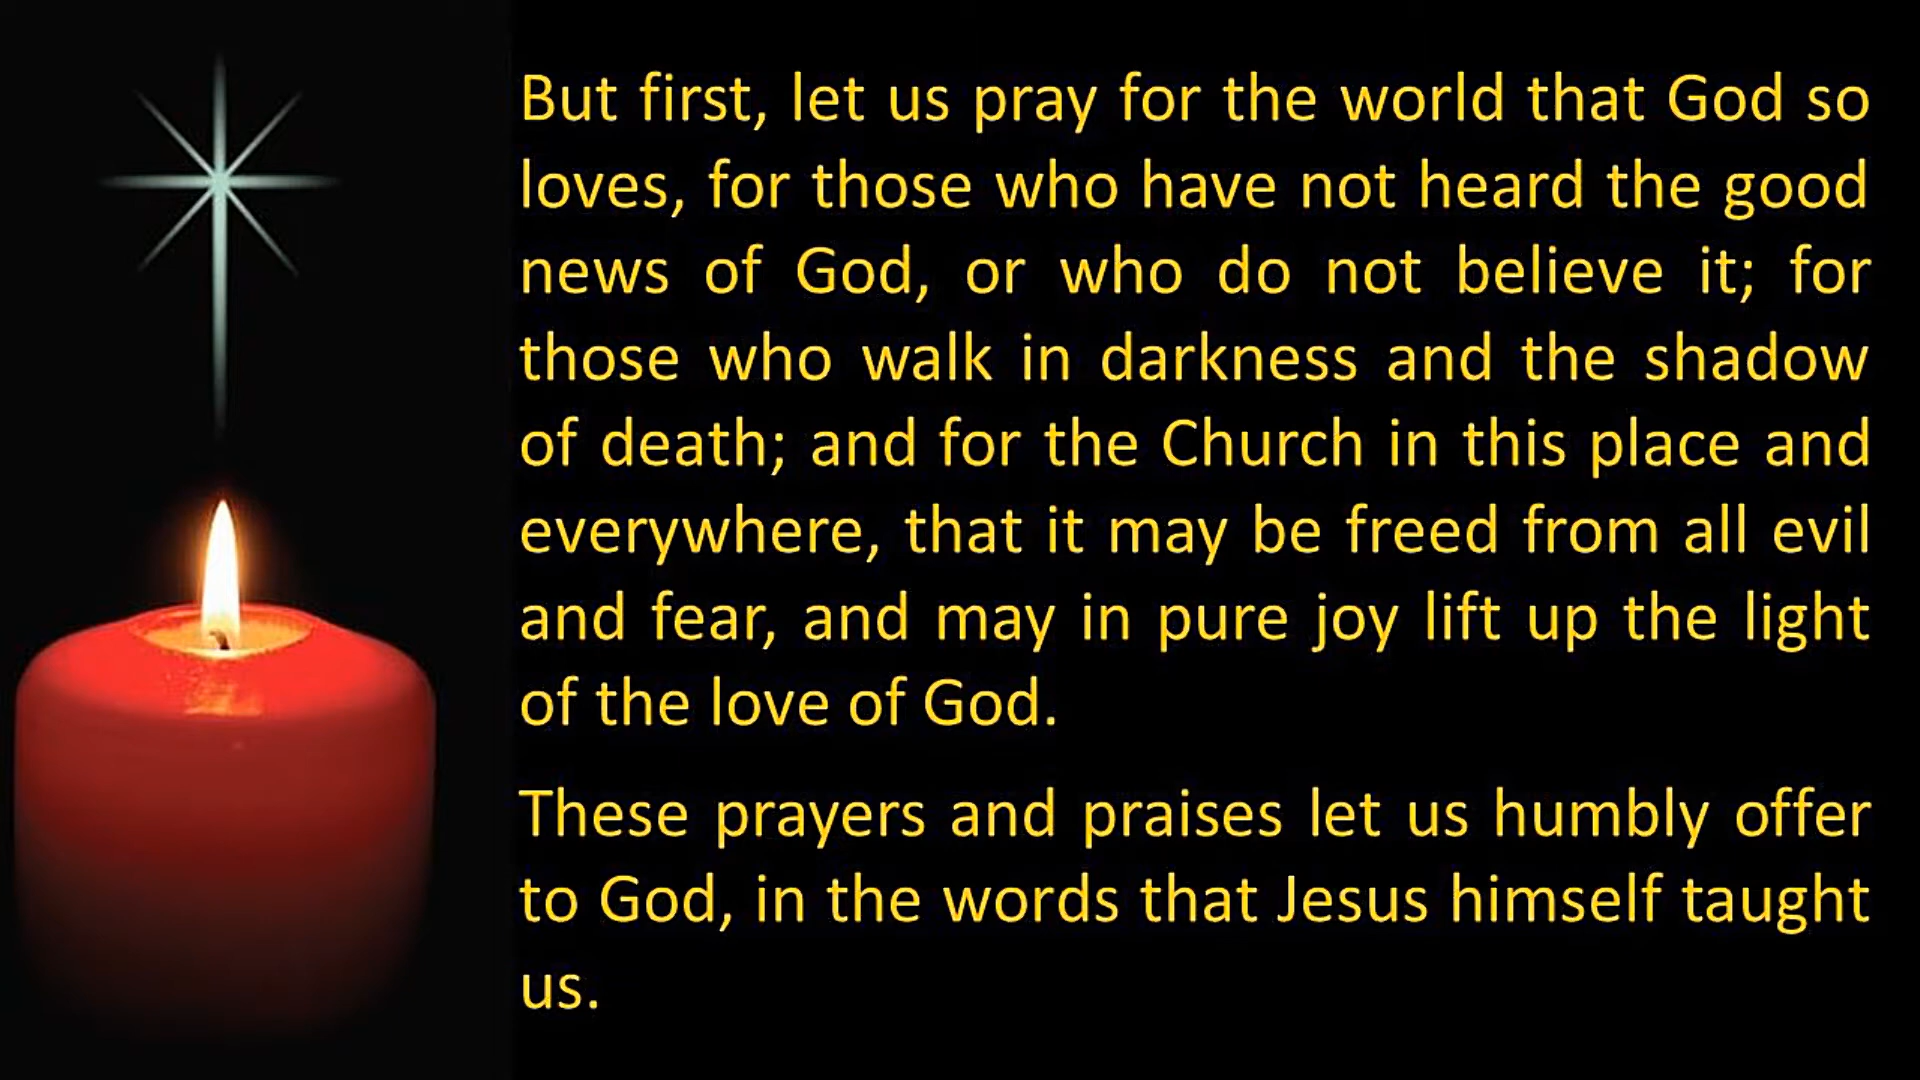 But first, let us pray for the world that God so
loves, for those who have not heard the good
news of God, or who do not believe it; for
those who walk in darkness and the shadow
of death; and for the Church in this place and
everywhere, that it may be freed from all evil
and fear, and may in pure joy lift up the light
of the love of God.
These prayers and praises let us humbly offer
to God, in the words that Jesus himself taught
us.